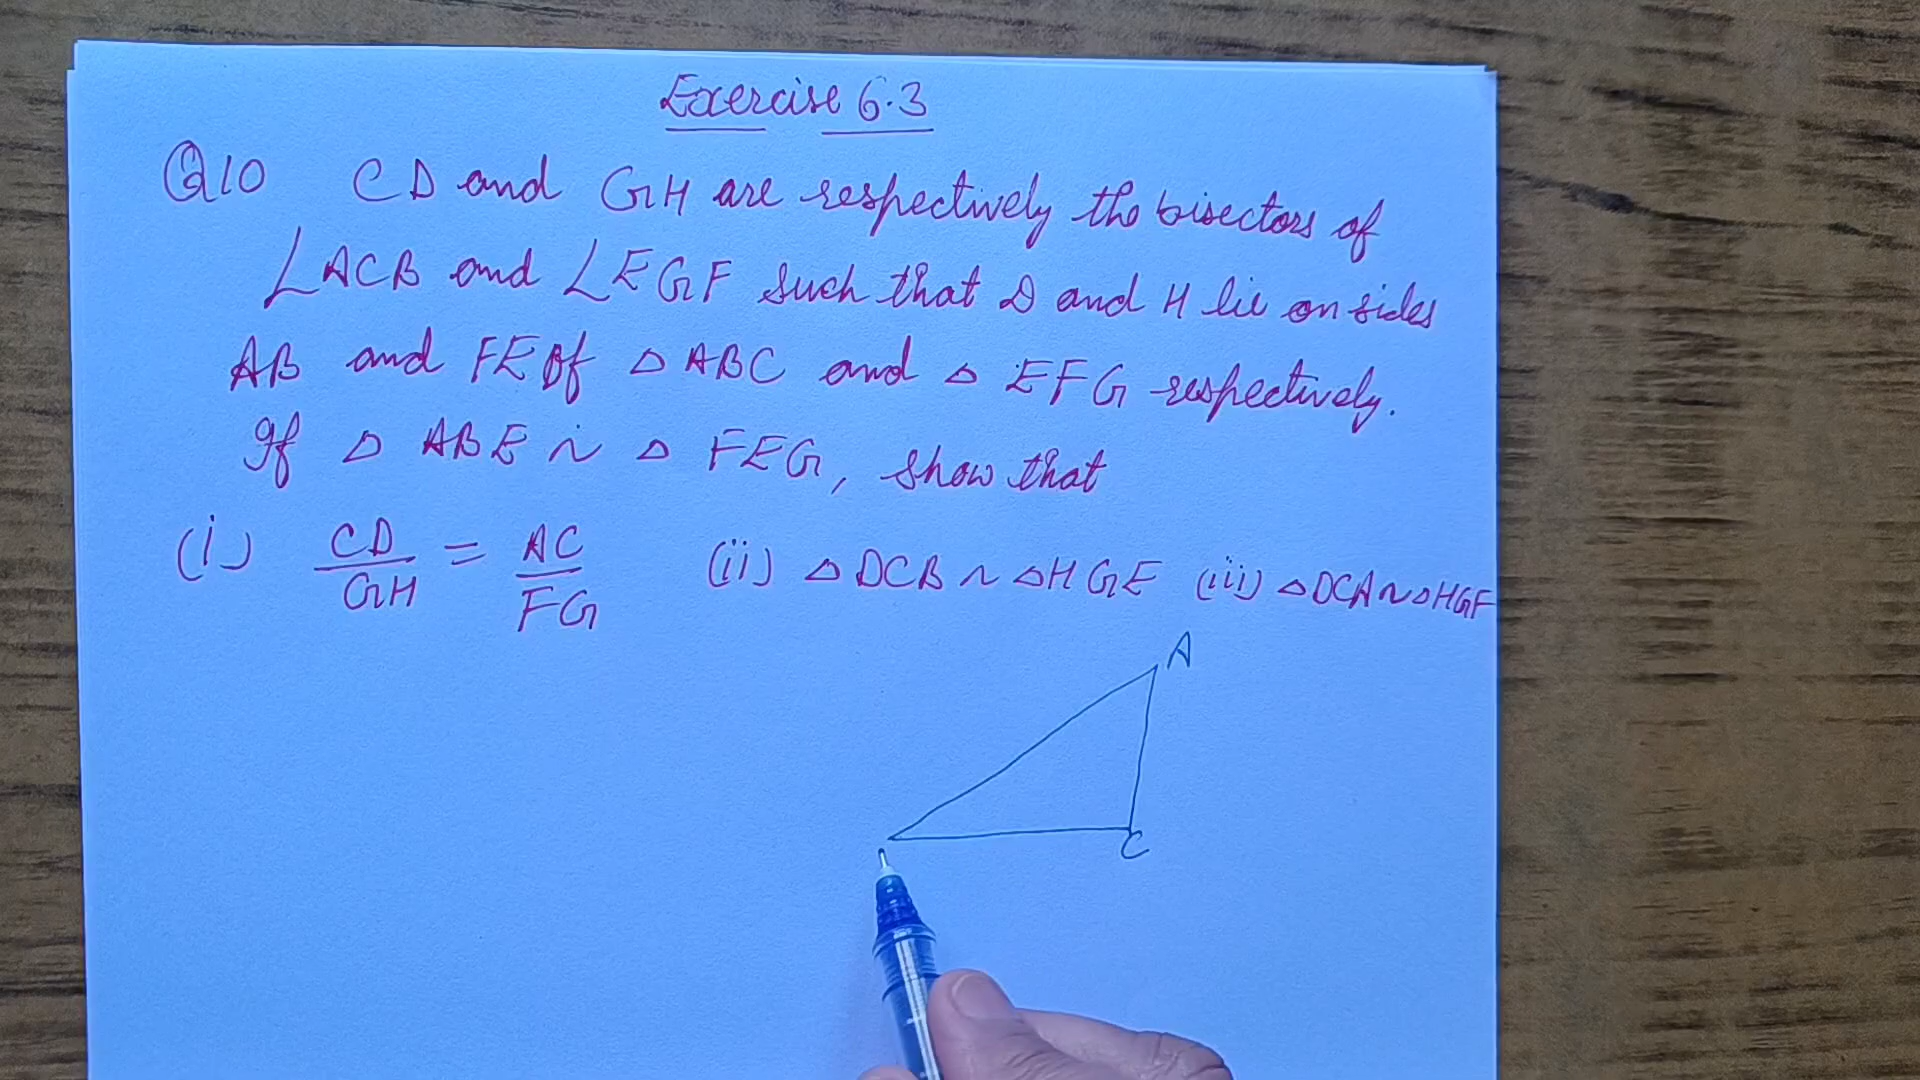 Exercise 6.3
Q10 CD and GH are respectively the bisectors of
∠ACB and ∠EGF such that D and H lie on sides
AB and FE of △ ABC and △ EFG respectively.
If △ ABE ~ △ FEG, show that
(i) CD/GH = AC/FG (ii) △DCB ~ △HGE (iii) △DCA ~ △HGF
A
C